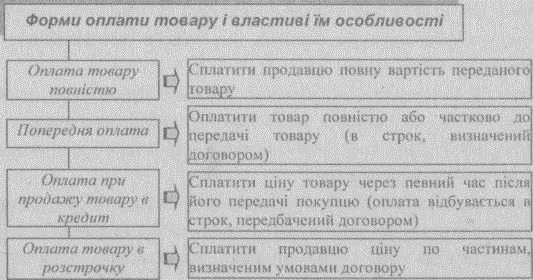 Форми оплати товару і властиві їм особливості
Оплата товару
повністю
Сплатити продавцю повну вартість переданого
товару
Попередня оплата
Оплатити товар повністю або частково до
передачі товару (в строк, визначений
договором)
Оплата при
продажу товару в
кредит
Сплатити ціну товару через певний час після
його передачі покупцю (оплата відбувається в
строк, передбачений договором)
Оплата товару в
розстрочку
Сплатити продавцю ціну по частинам,
визначеним умовами договору